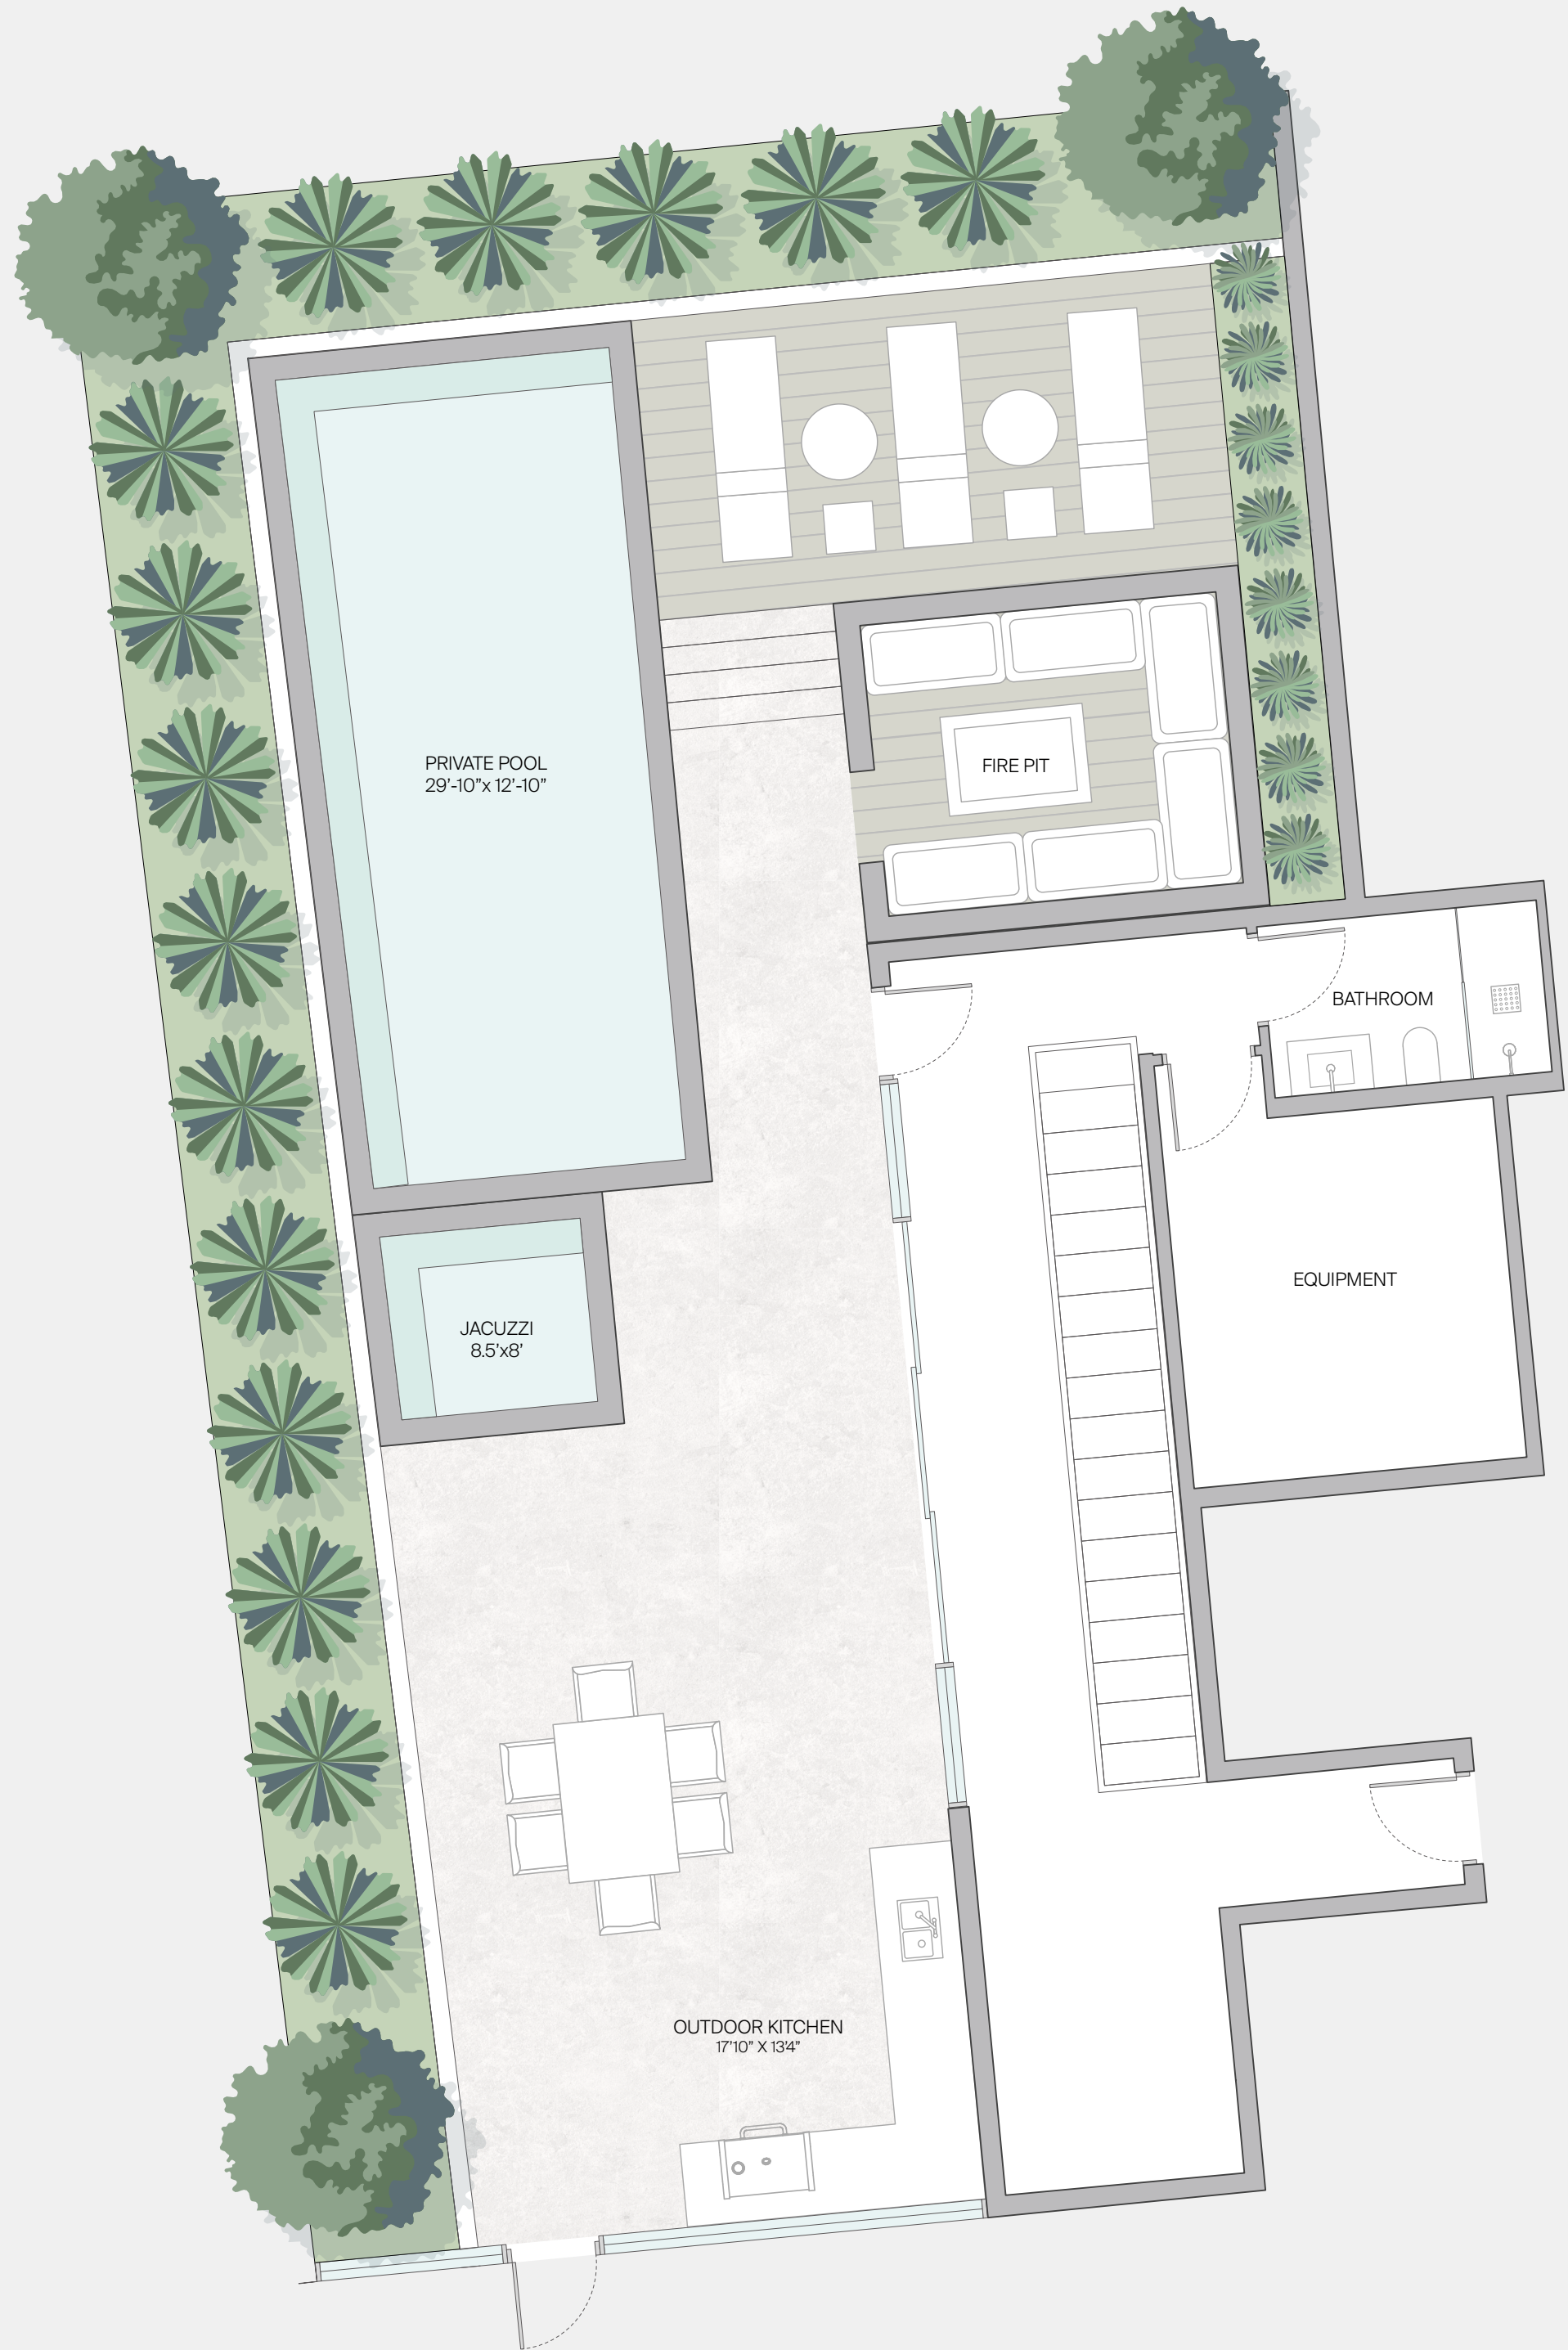 PRIVATE POOL
29’-10”x 12’-10”
FIRE PIT
BATHROOM
EQUIPMENT
JACUZZI
8.5’x8’
OUTDOOR KITCHEN
17’10” X 13’4”